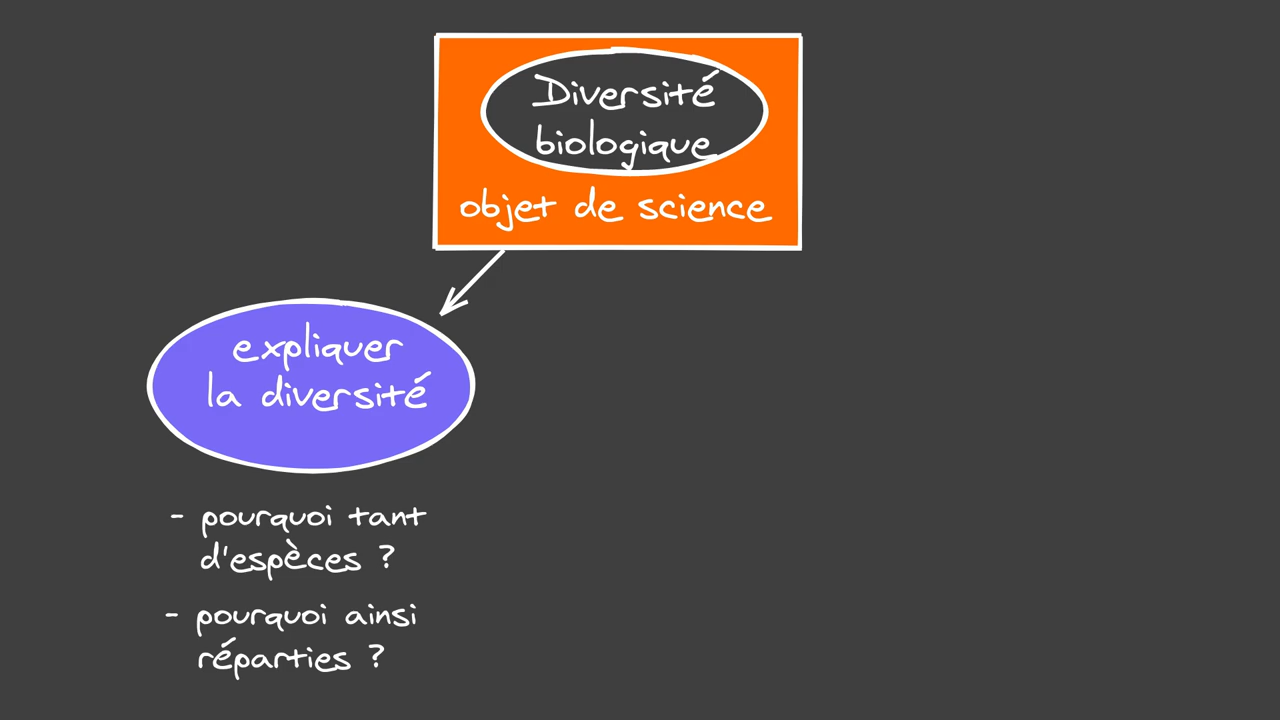 Diversité
biologique
objet de science
expliquer
la diversité
- pourquoi tant
d'espèces ?
- pourquoi ainsi
réparties ?